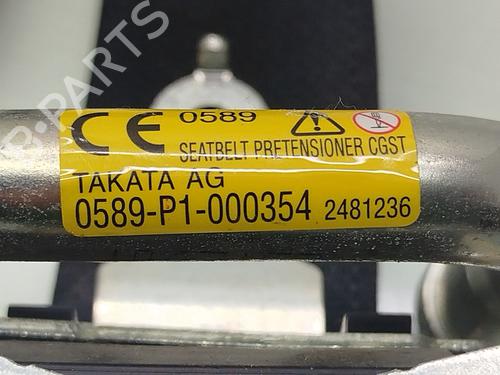 CE 0589
SEATBELT PRETENSIONER CGST
TAKATA AG
0589-P1-000354 2481236
B-PARTS